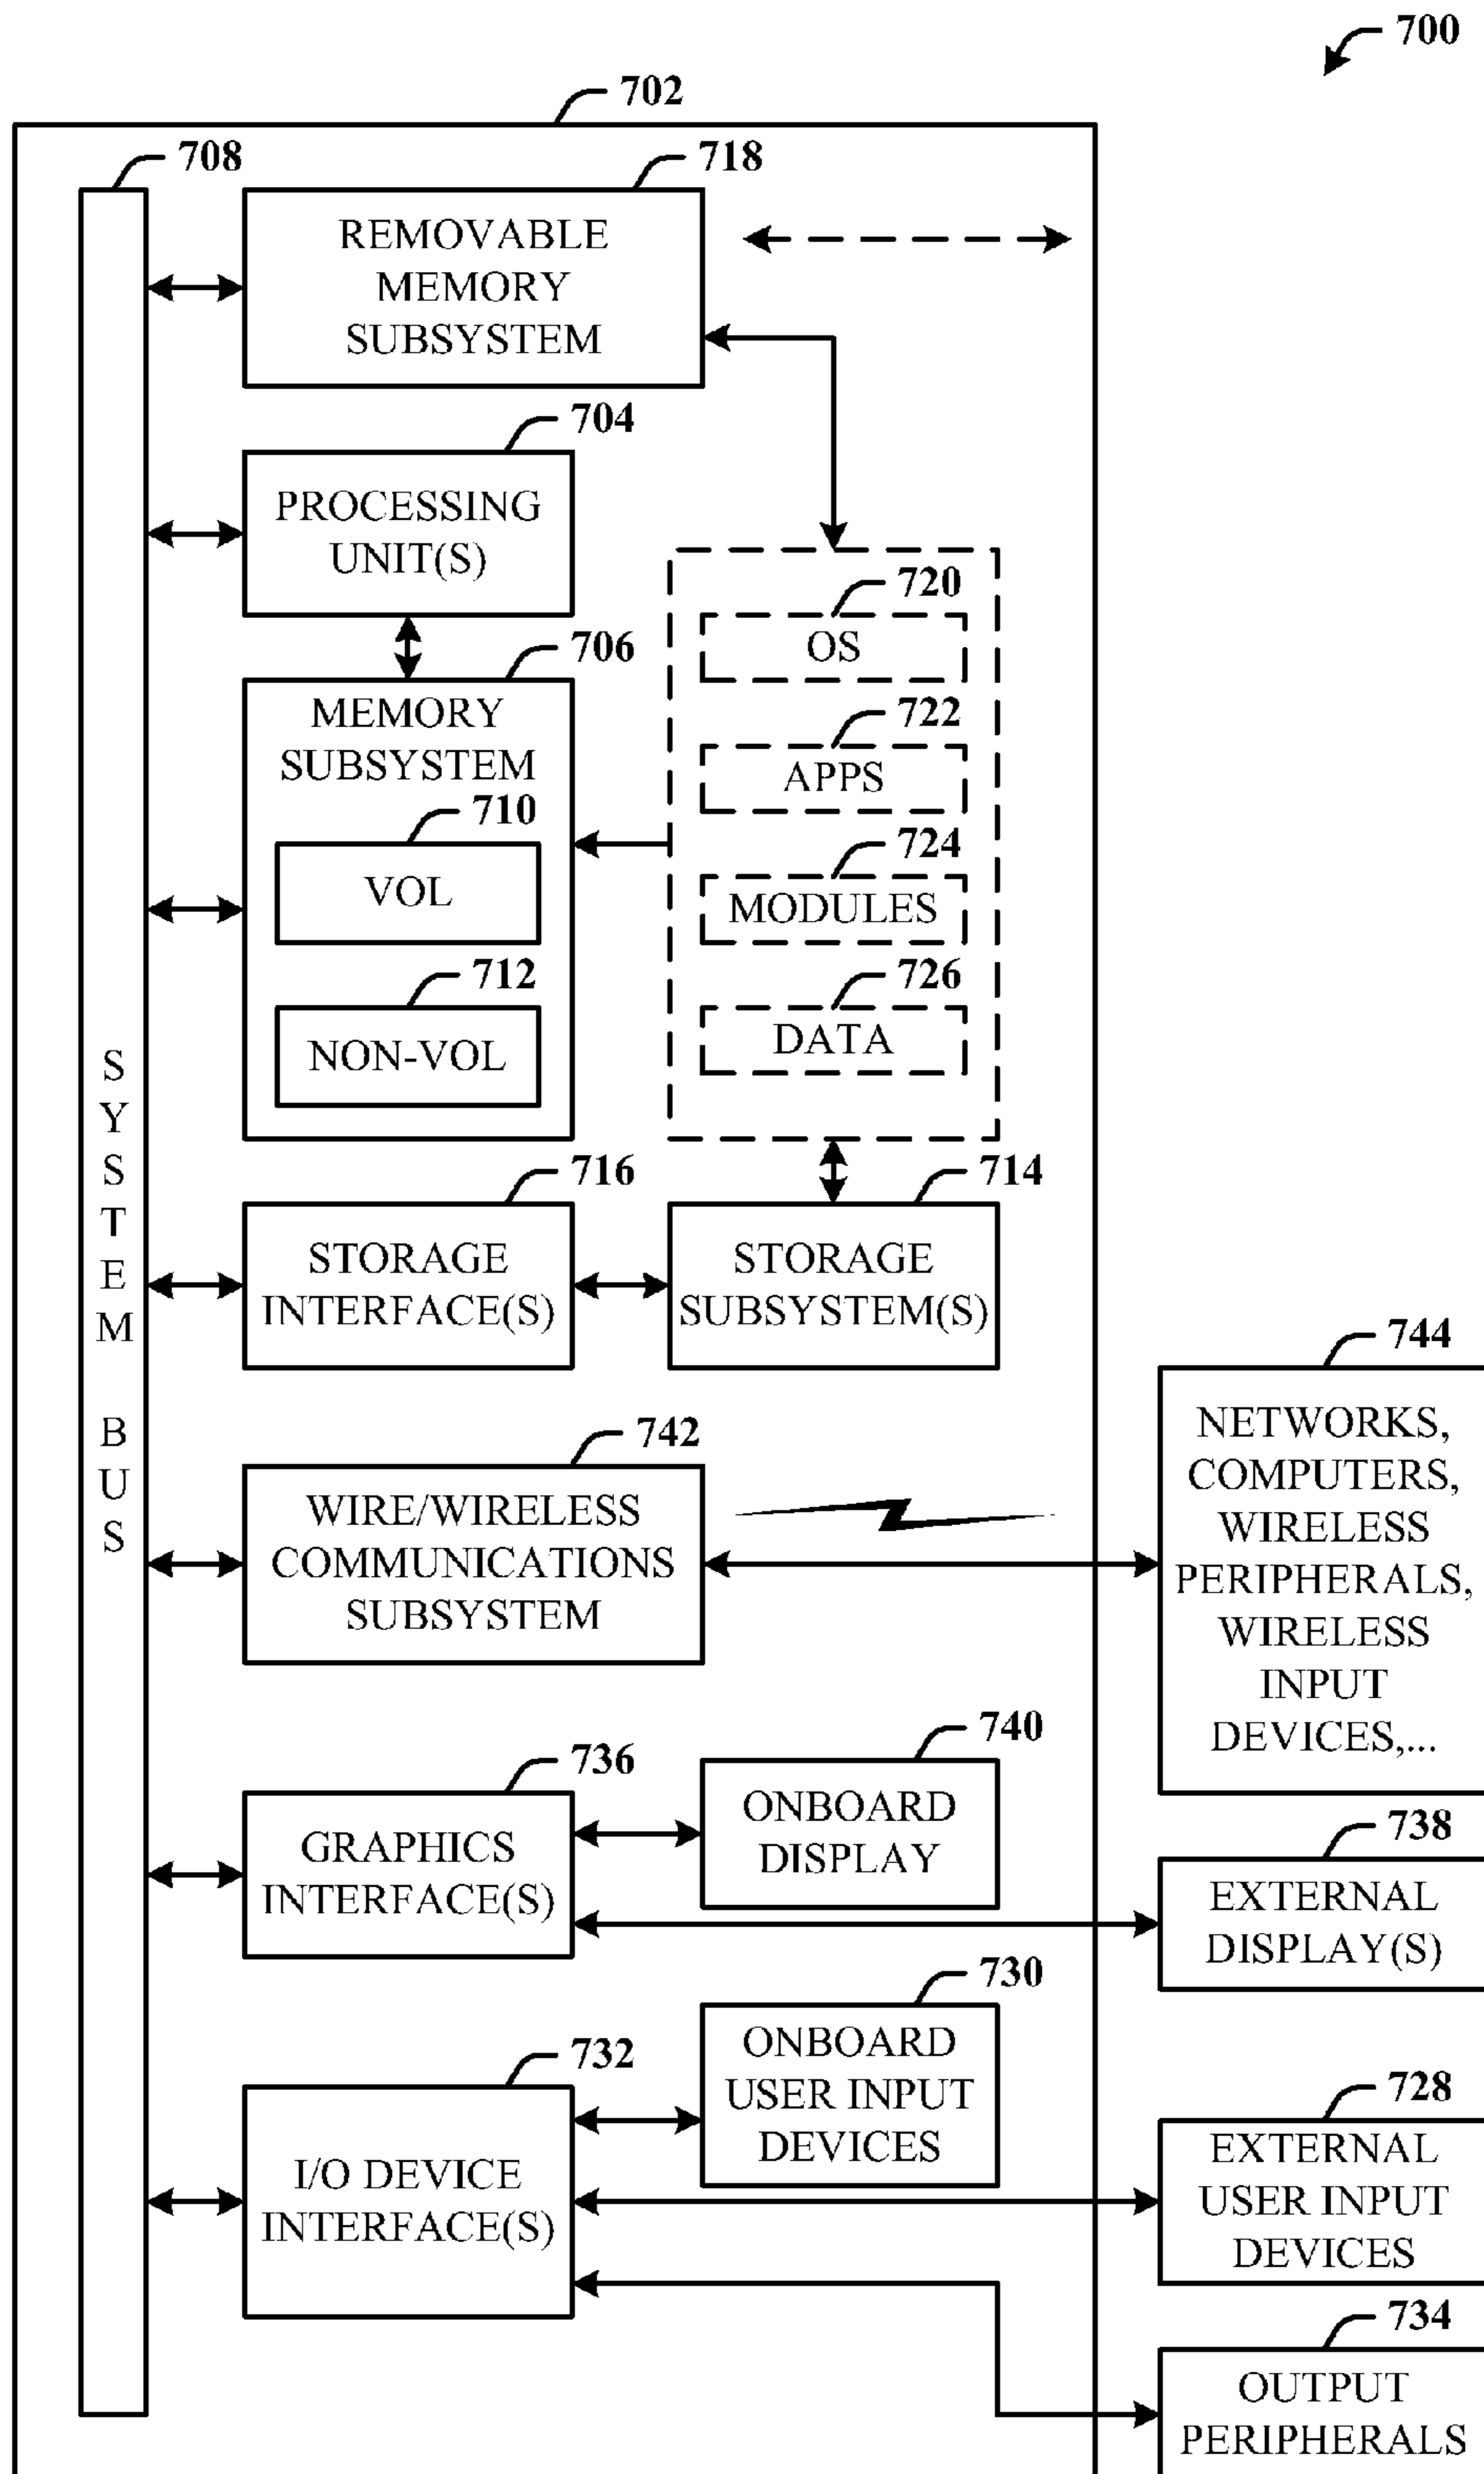 700
702
708
718
REMOVABLE
MEMORY
SUBSYSTEM
704
PROCESSING
UNIT(S)
720
OS
706
MEMORY
SUBSYSTEM
722
APPS
710
VOL
724
MODULES
712
NON-VOL
726
DATA
SYSTEM BUS
716
STORAGE
INTERFACE(S)
714
STORAGE
SUBSYSTEM(S)
744
NETWORKS,
COMPUTERS,
WIRELESS
PERIPHERALS,
WIRELESS
INPUT
DEVICES,...
742
WIRE/WIRELESS
COMMUNICATIONS
SUBSYSTEM
740
ONBOARD
DISPLAY
736
GRAPHICS
INTERFACE(S)
738
EXTERNAL
DISPLAY(S)
730
ONBOARD
USER INPUT
DEVICES
732
I/O DEVICE
INTERFACE(S)
728
EXTERNAL
USER INPUT
DEVICES
734
OUTPUT
PERIPHERALS